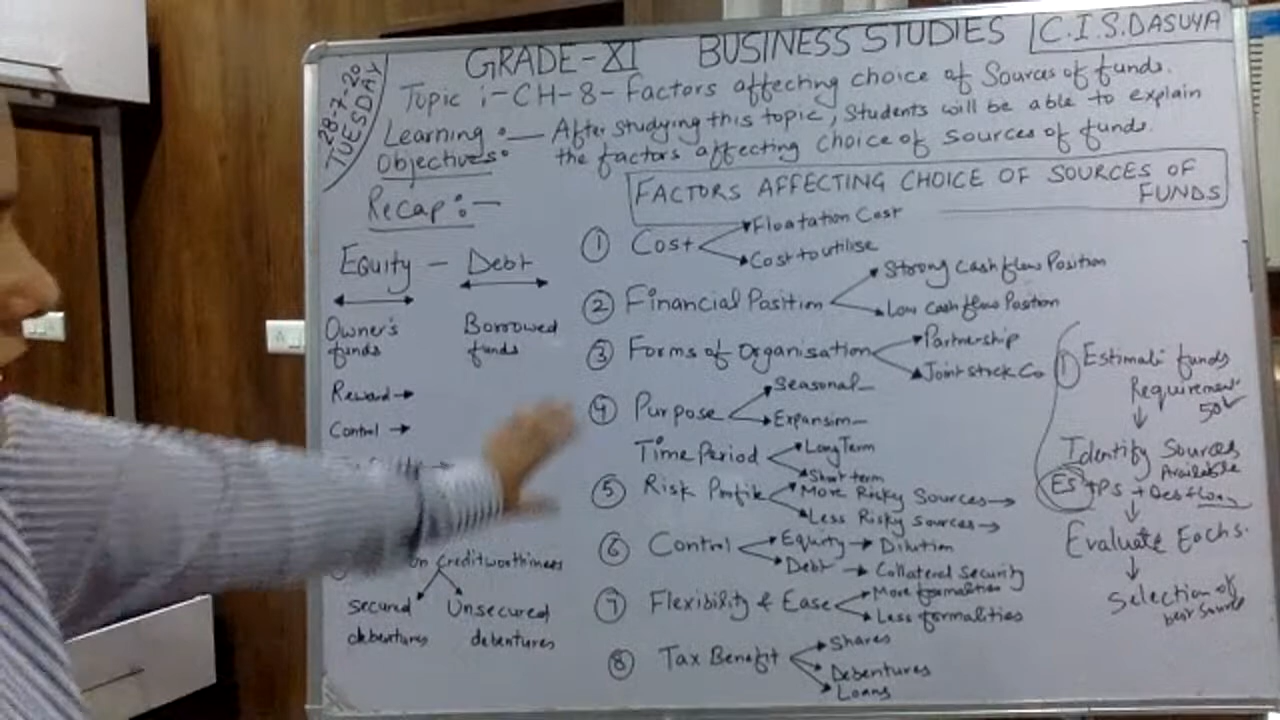 28-7-20
TUESDAY
GRADE-XI BUSINESS STUDIES C.I.S. DASUYA
Topic :- CH-8- Factors affecting choice of Sources of funds.
Learning Objectives :— After studying this topic, Students will be able to explain
the factors affecting choice of sources of funds.
Recap :—
Equity — Debt
Owner's funds
Borrowed funds
Reward →
Control →
on Creditworthiness
Secured debentures
Unsecured debentures
FACTORS AFFECTING CHOICE OF SOURCES OF
FUNDS
① Cost
Floatation Cost
Cost to utilise
② Financial Position
Strong Cash flow Position
Low Cash flow Position
③ Forms of Organisation
Partnership
Joint stock Co
④ Purpose
Seasonal
Expansion
Time Period
Long Term
Short term
⑤ Risk Profile
More Risky Sources →
Less Risky Sources →
⑥ Control
Equity → Dilution
Debt → Collateral Security
⑦ Flexibility & Ease
More formalities
Less formalities
⑧ Tax Benefit
Shares
Debentures
Loans
① Estimate funds
Requirement
50
↓
Identify Sources
Available
ES + PS + Des + loan
↓
Evaluate Each S.
↓
Selection of
best source